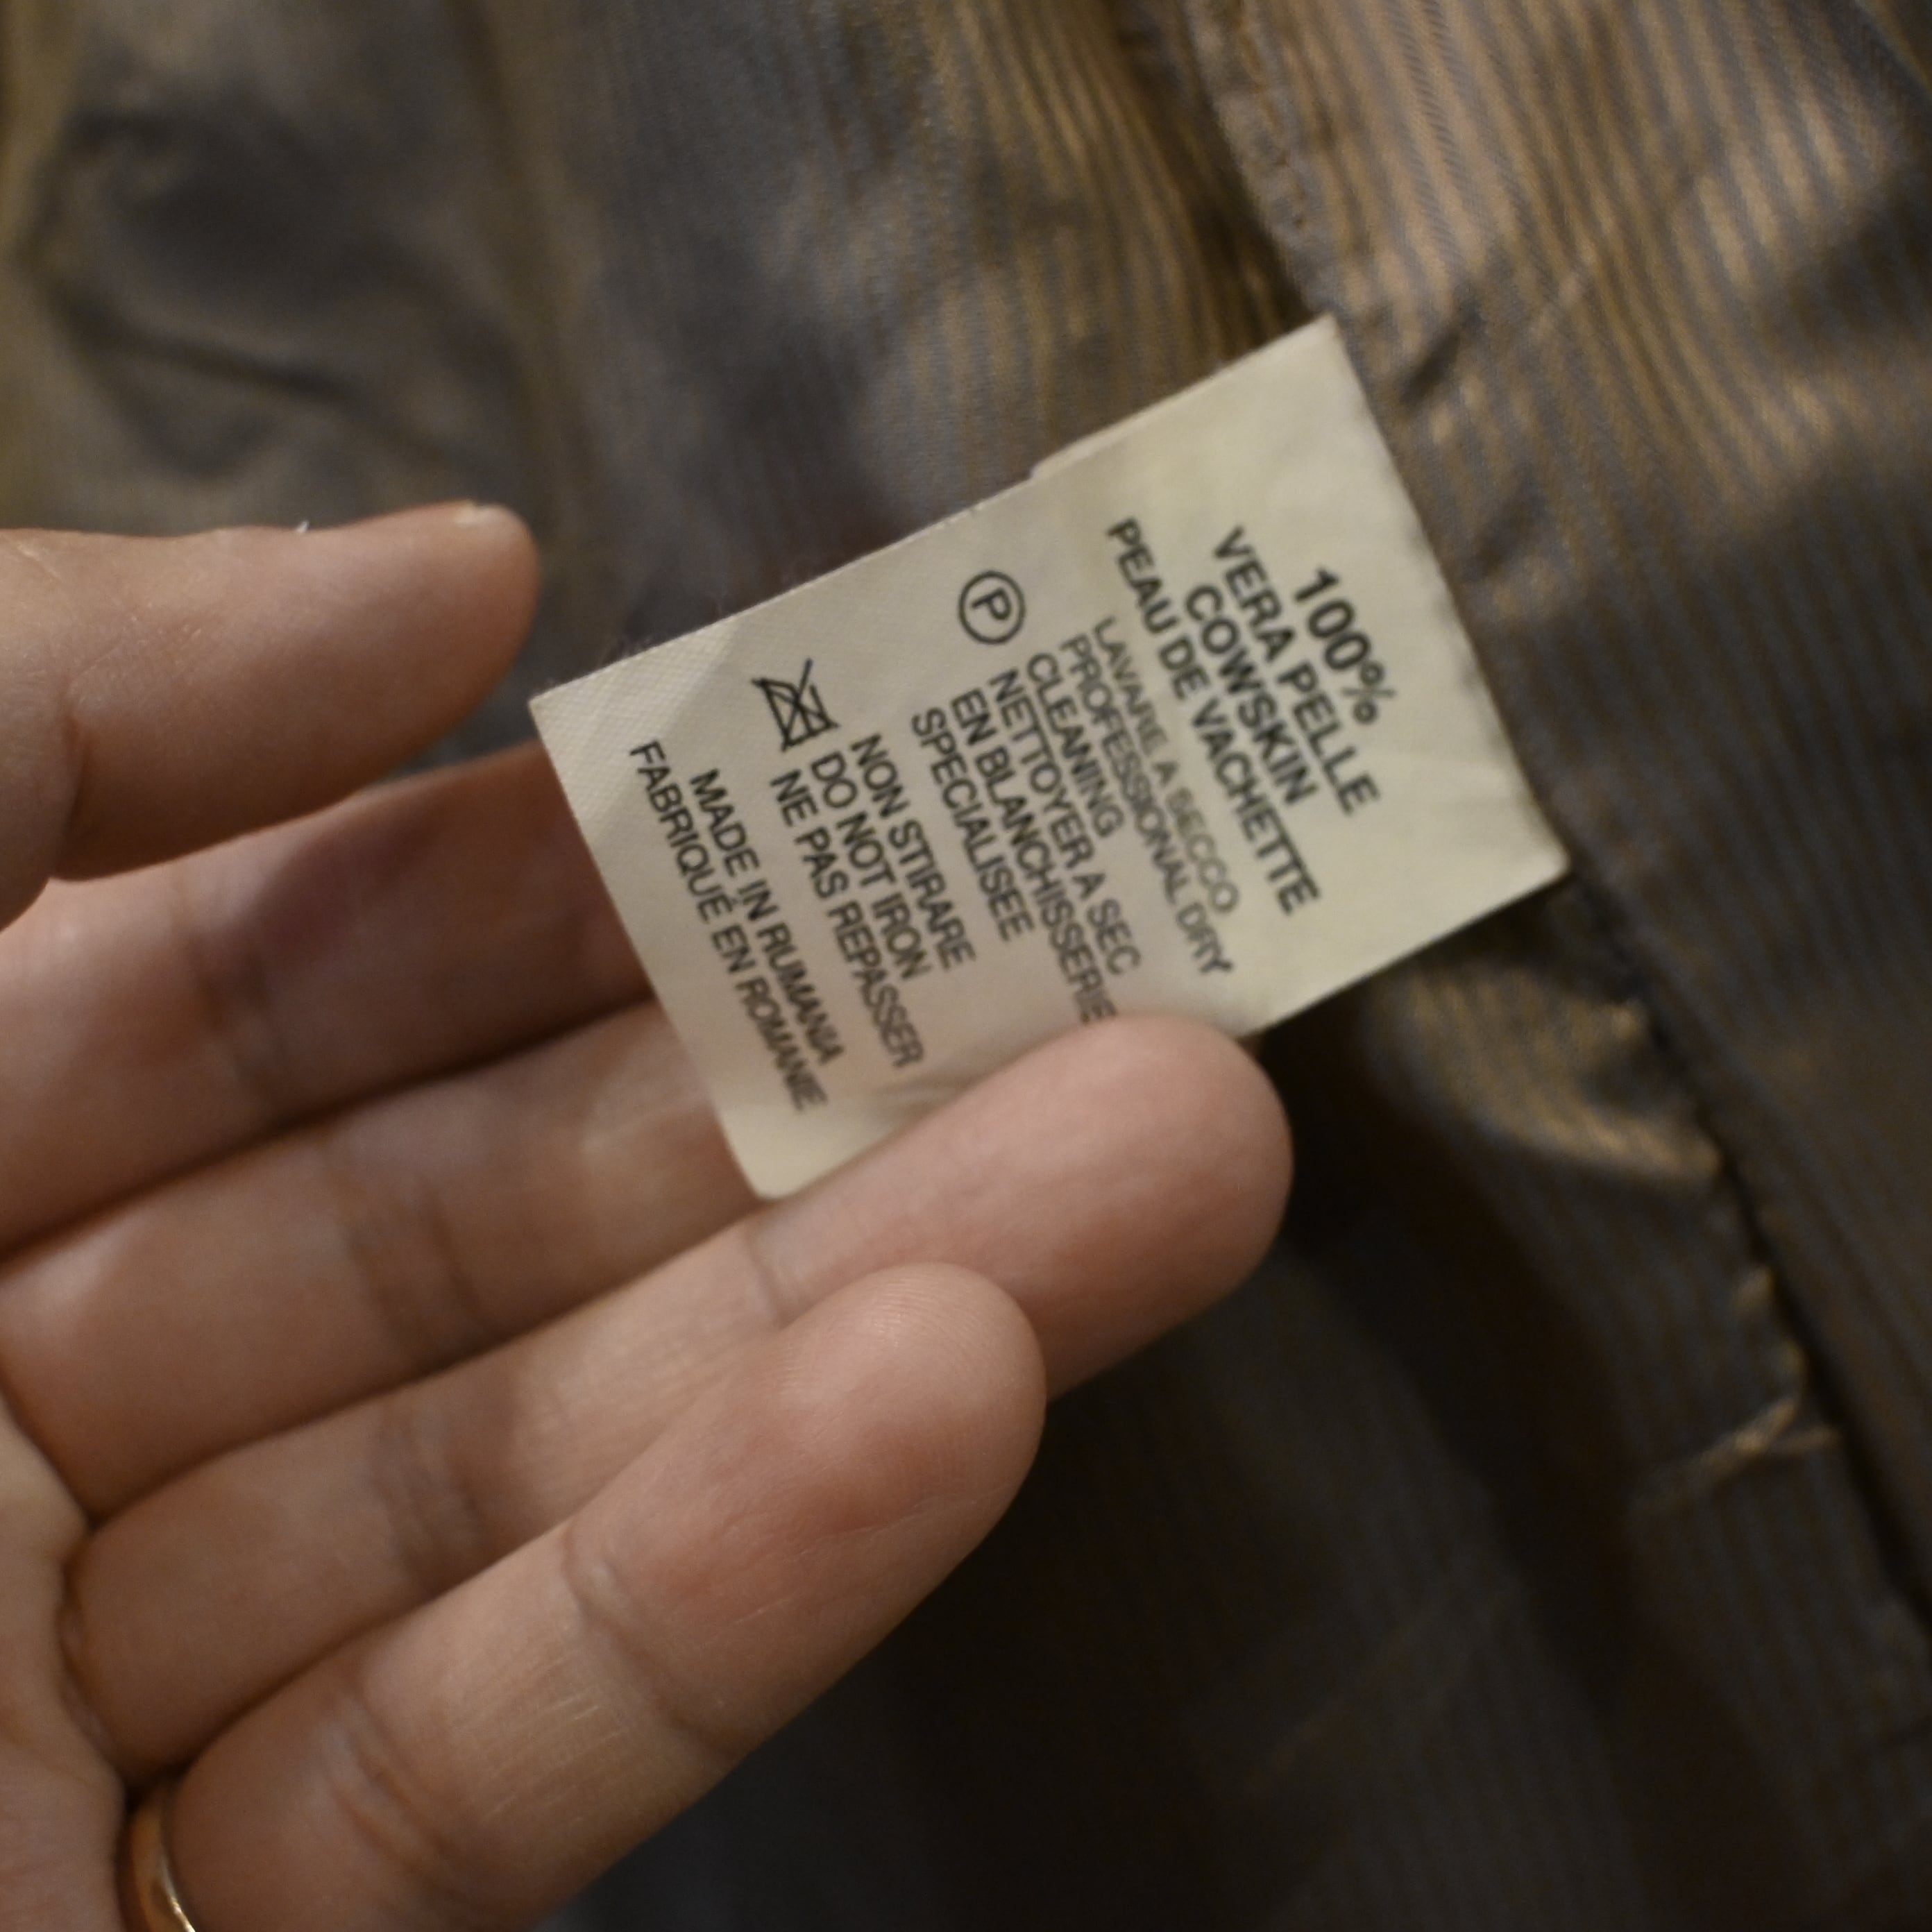 100%
VERA PELLE
COWSKIN
PEAU DE VACHETTE
LAVARE A SECCO
PROFESSIONAL DRY
CLEANING
NETTOYER A SEC
EN BLANCHISSERIE
SPECIALISEE
P
NON STIRARE
DO NOT IRON
NE PAS REPASSER
MADE IN RUMANIA
FABRIQUÉ EN ROMANIE